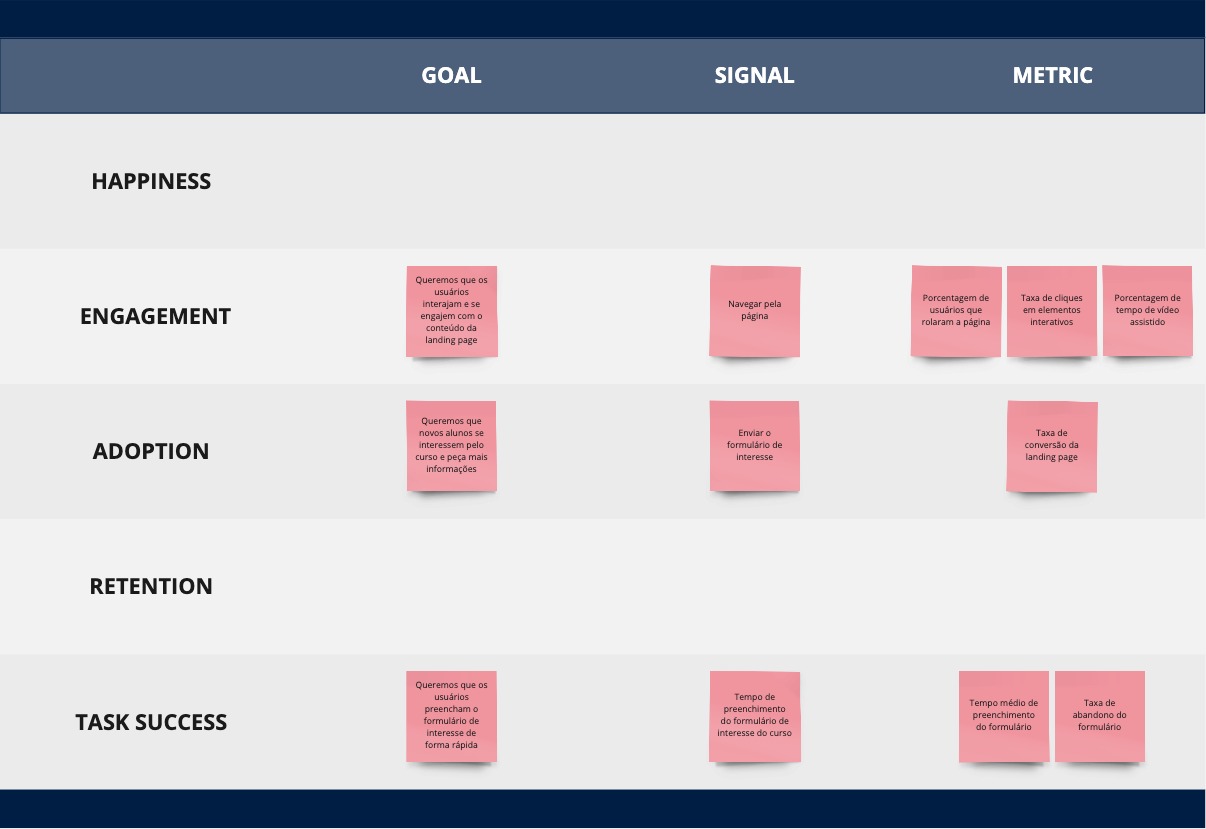 GOAL
SIGNAL
METRIC
HAPPINESS
ENGAGEMENT
Queremos que os
usuários
interajam e se
engajem com o
conteúdo da
landing page
Navegar pela
página
Porcentagem de
usuários que
rolaram a página
Taxa de cliques
em elementos
interativos
Porcentagem de
tempo de vídeo
assistido
ADOPTION
Queremos que
novos alunos se
interessem pelo
curso e peça mais
informações
Enviar o
formulário de
interesse
Taxa de
conversão da
landing page
RETENTION
TASK SUCCESS
Queremos que os
usuários
preencham o
formulário de
interesse de
forma rápida
Tempo de
preenchimento
do formulário de
interesse do curso
Tempo médio de
preenchimento
do formulário
Taxa de
abandono do
formulário